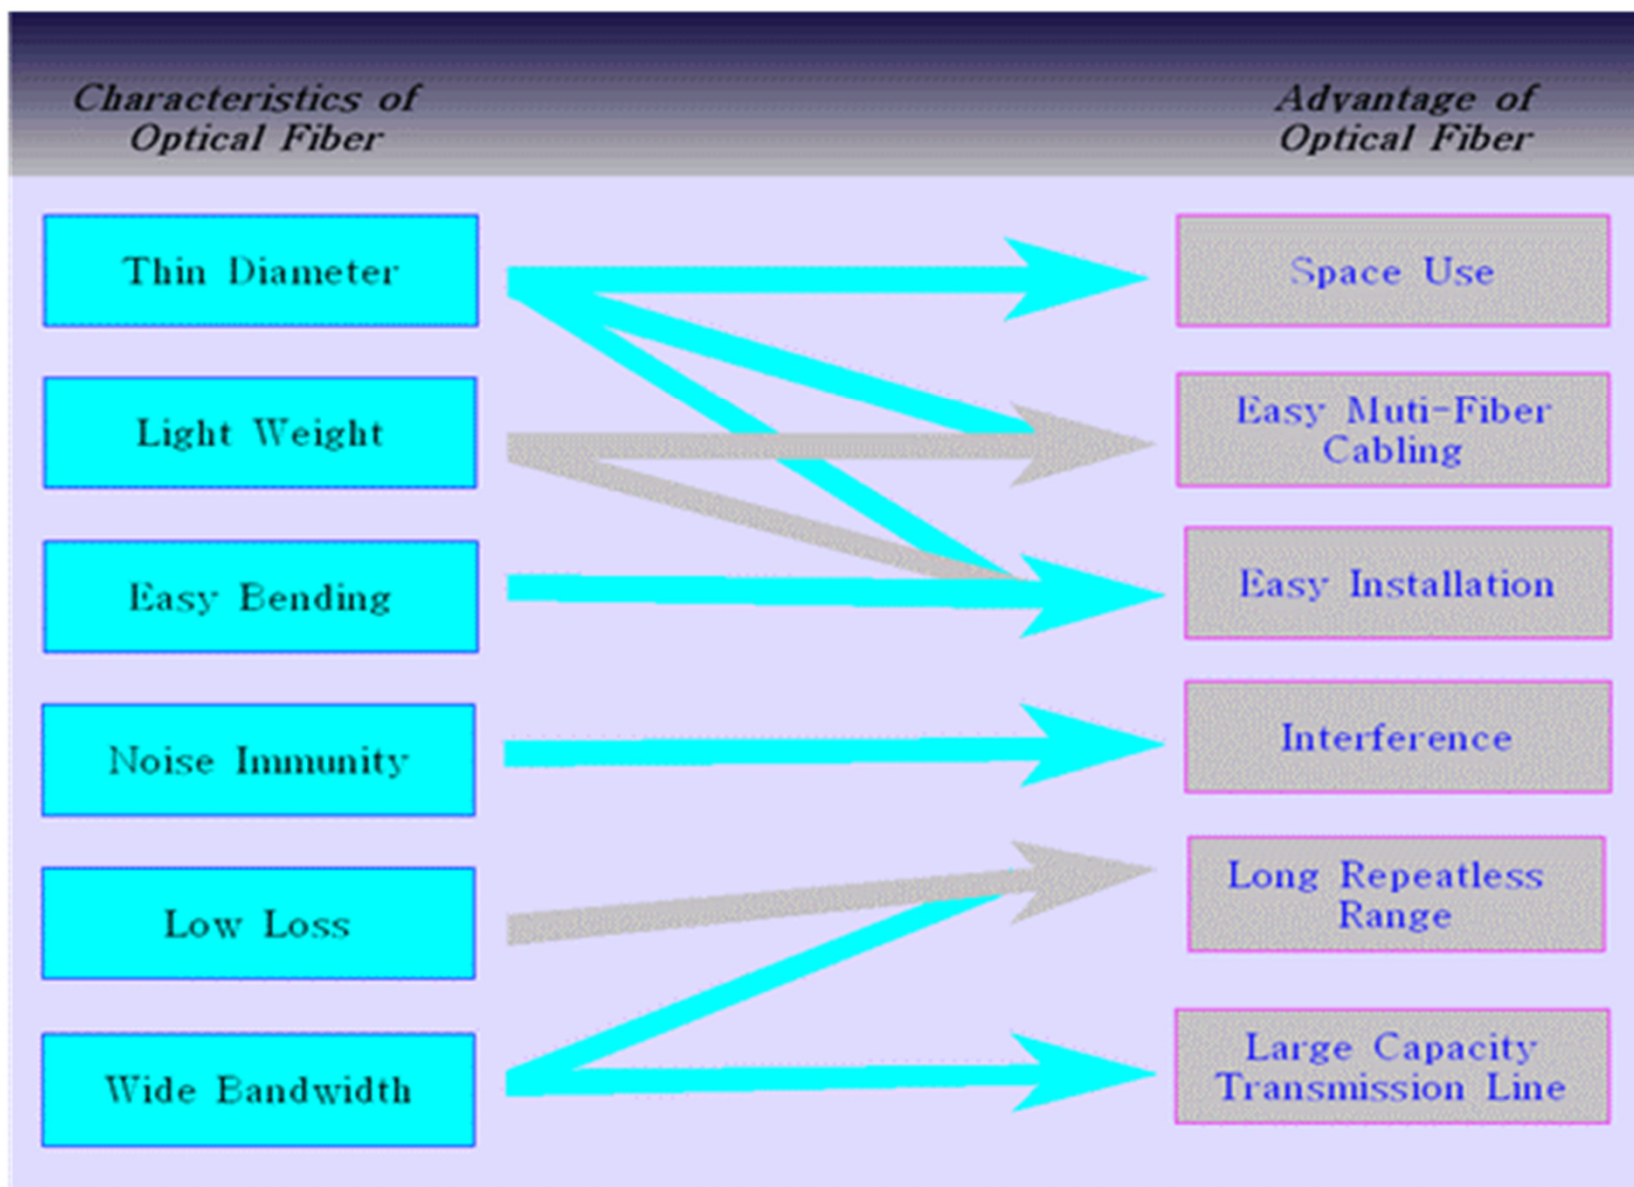 Characteristics of
Optical Fiber
Advantage of
Optical Fiber
Thin Diameter
Space Use
Light Weight
Easy Muti-Fiber
Cabling
Easy Bending
Easy Installation
Noise Immunity
Interference
Low Loss
Long Repeatless
Range
Wide Bandwidth
Large Capacity
Transmission Line